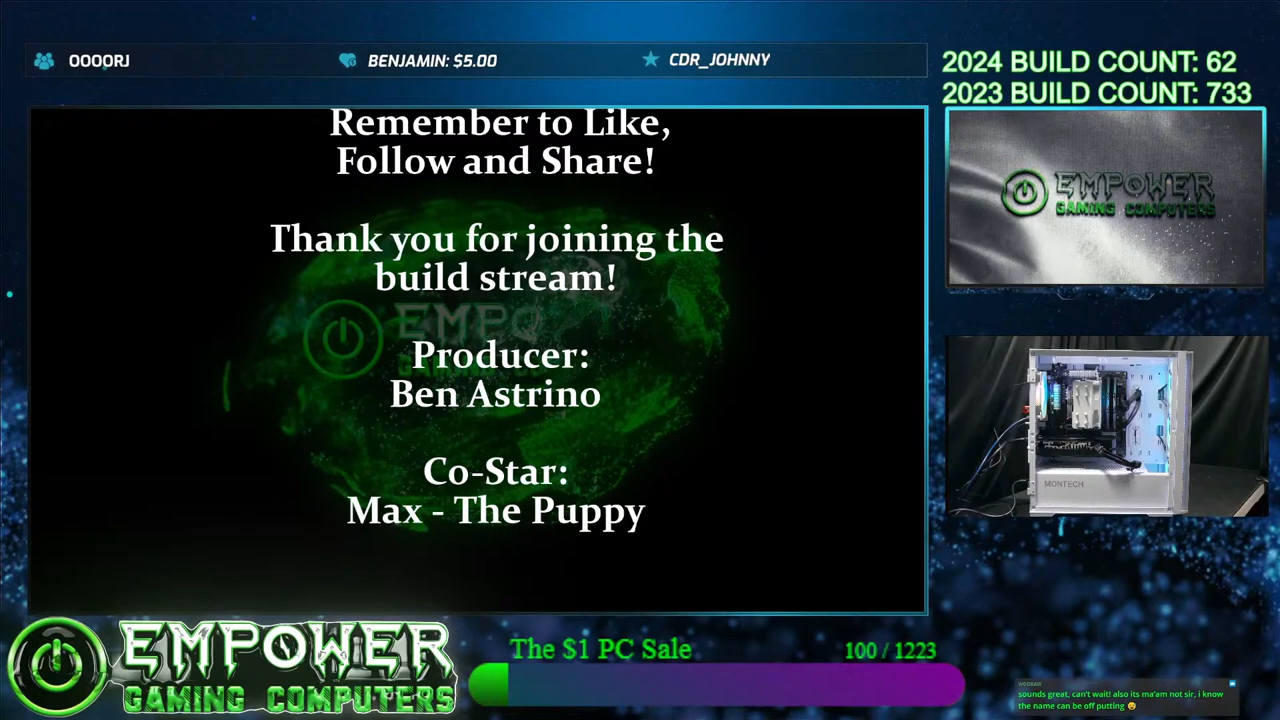 OOOORJ
BENJAMIN: $5.00
CDR_JOHNNY
2024 BUILD COUNT: 62
2023 BUILD COUNT: 733
Remember to Like,
Follow and Share!
Thank you for joining the
build stream!
Producer:
Ben Astrino
Co-Star:
Max - The Puppy
EMPOWER
GAMING COMPUTERS
MONTECH
EMPOWER
GAMING COMPUTERS
The $1 PC Sale
100 / 1223
sounds great, can't wait! also its ma'am not sir, i know
the name can be off putting 😉